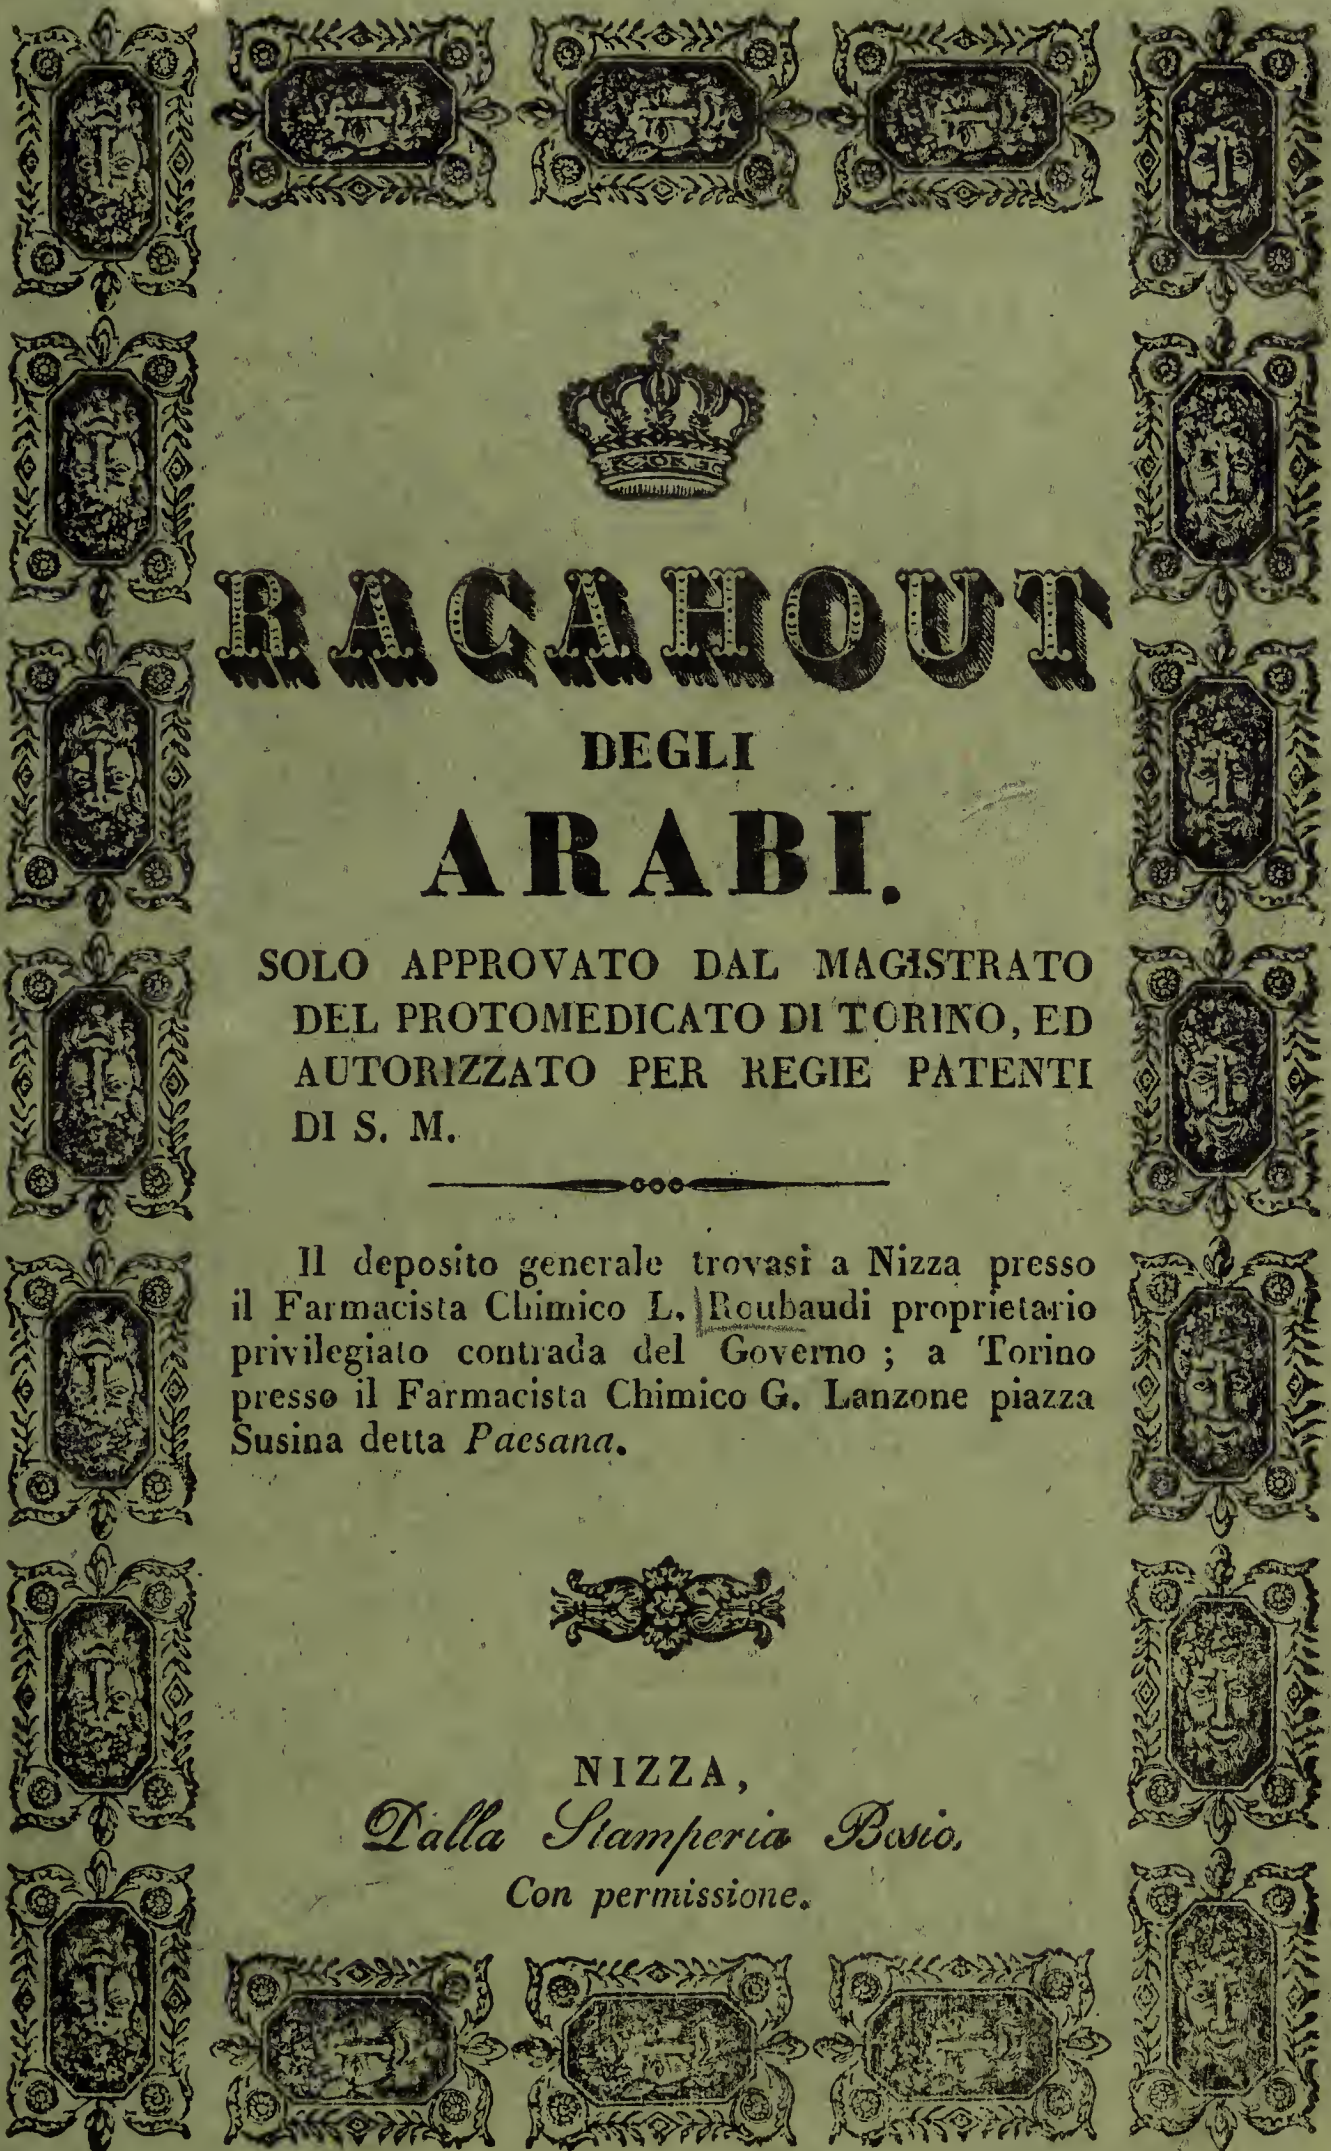 RACAHOUT
DEGLI
ARABI.
SOLO APPROVATO DAL MAGISTRATO
DEL PROTOMEDICATO DI TORINO, ED
AUTORIZZATO PER REGIE PATENTI
DI S. M.
Il deposito generale trovasi a Nizza presso
il Farmacista Chimico L. Roubaudi proprietario
privilegiato contrada del Governo ; a Torino
presso il Farmacista Chimico G. Lanzone piazza
Susina detta Paesana.
NIZZA,
Dalla Stamperia Bosio.
Con permissione.